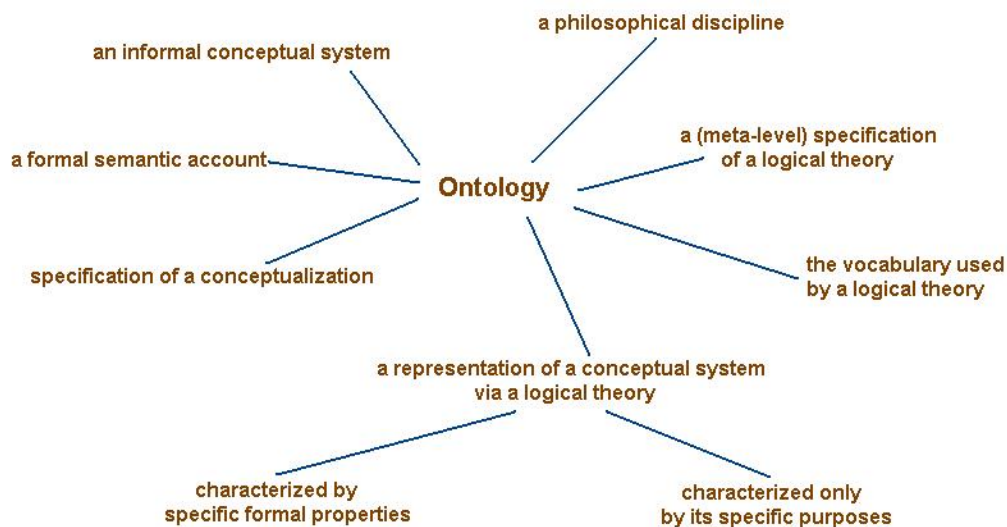 a philosophical discipline
an informal conceptual system
a (meta-level) specification
of a logical theory
a formal semantic account
Ontology
specification of a conceptualization
the vocabulary used
by a logical theory
a representation of a conceptual system
via a logical theory
characterized by
specific formal properties
characterized only
by its specific purposes